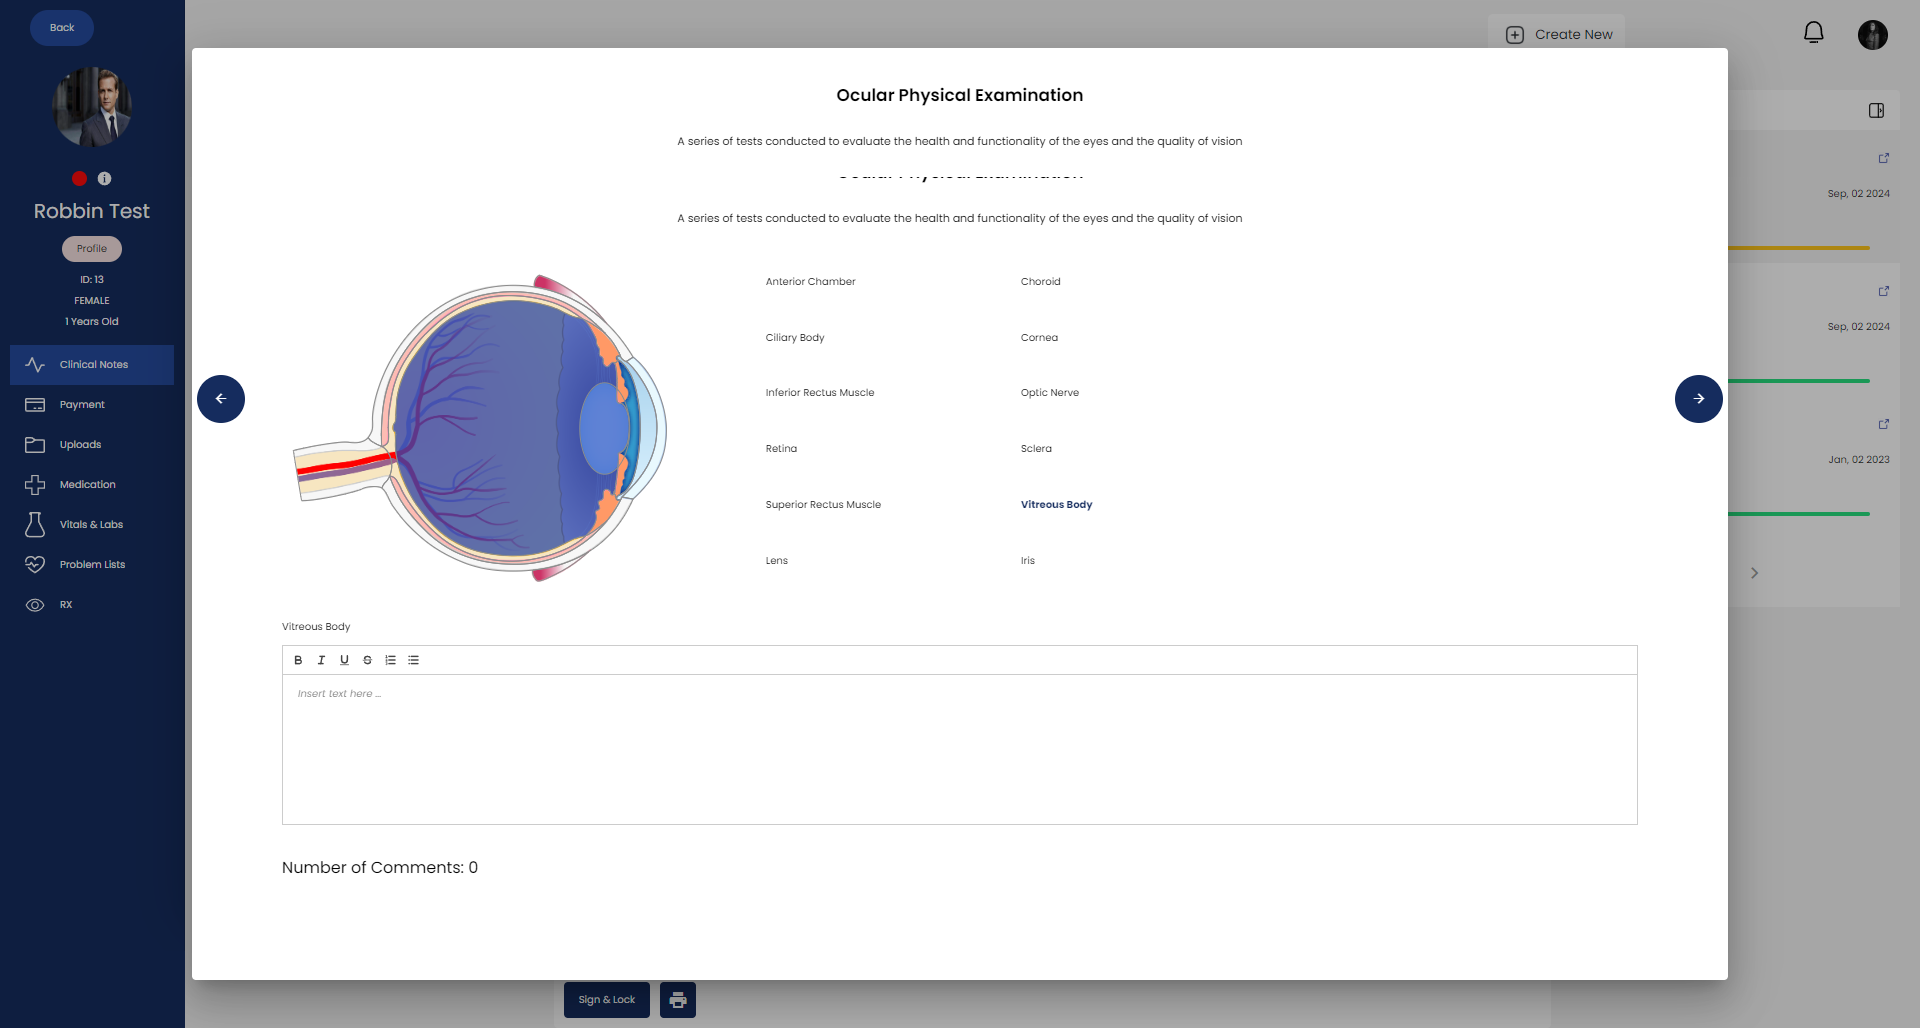 Back
Robbin Test
Profile
ID: 13
FEMALE
1 Years Old
Clinical Notes
Payment
Uploads
Medication
Vitals & Labs
Problem Lists
RX
Create New
Sep, 02 2024
Sep, 02 2024
Jan, 02 2023
Ocular Physical Examination
A series of tests conducted to evaluate the health and functionality of the eyes and the quality of vision
Ocular Physical Examination
A series of tests conducted to evaluate the health and functionality of the eyes and the quality of vision
Anterior Chamber
Choroid
Ciliary Body
Cornea
Inferior Rectus Muscle
Optic Nerve
Retina
Sclera
Superior Rectus Muscle
Vitreous Body
Lens
Iris
Vitreous Body
B I U S
Insert text here ...
Number of Comments: 0
Sign & Lock